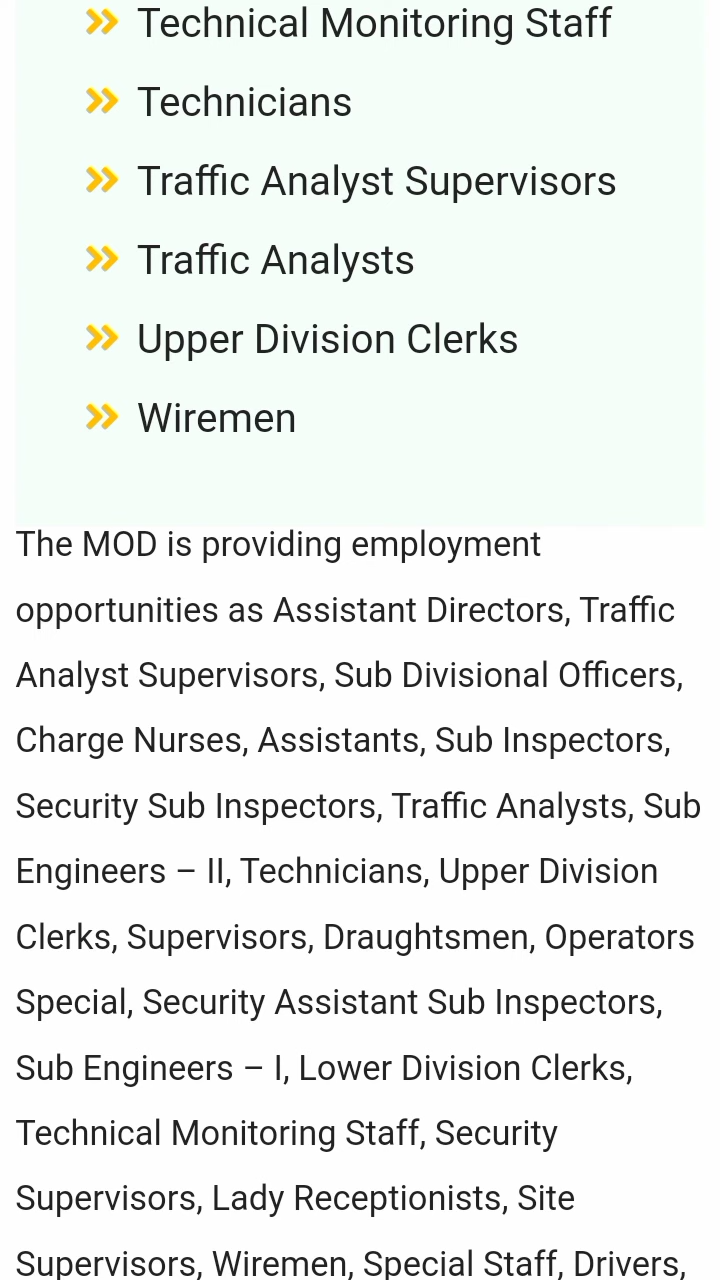 Technical Monitoring Staff
Technicians
Traffic Analyst Supervisors
Traffic Analysts
Upper Division Clerks
Wiremen
The MOD is providing employment
opportunities as Assistant Directors, Traffic
Analyst Supervisors, Sub Divisional Officers,
Charge Nurses, Assistants, Sub Inspectors,
Security Sub Inspectors, Traffic Analysts, Sub
Engineers – II, Technicians, Upper Division
Clerks, Supervisors, Draughtsmen, Operators
Special, Security Assistant Sub Inspectors,
Sub Engineers – I, Lower Division Clerks,
Technical Monitoring Staff, Security
Supervisors, Lady Receptionists, Site
Supervisors, Wiremen, Special Staff, Drivers,